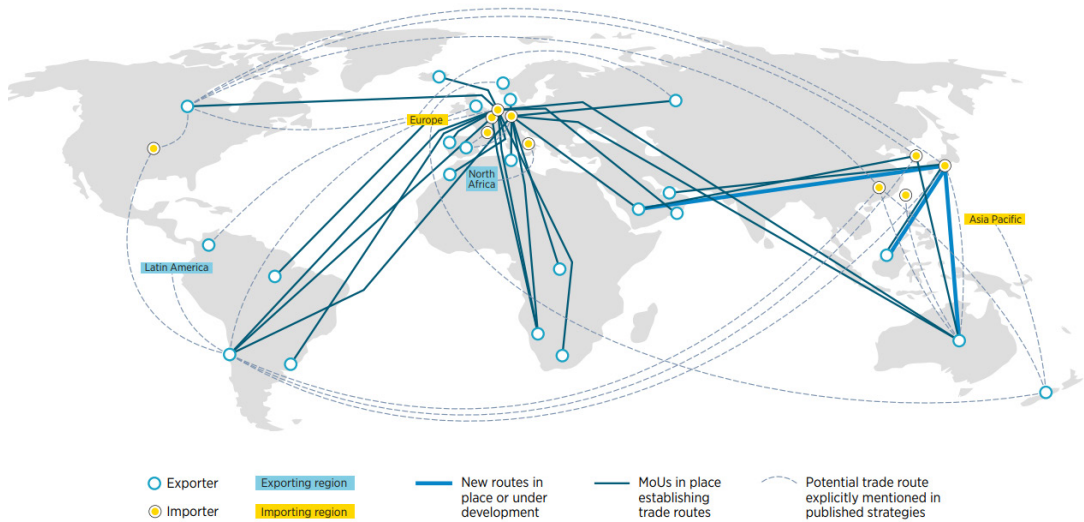 Europe
North
Africa
Asia Pacific
Latin America
Exporter
Exporting region
New routes in
place or under
development
MoUs in place
establishing
trade routes
Potential trade route
explicitly mentioned in
published strategies
Importer
Importing region